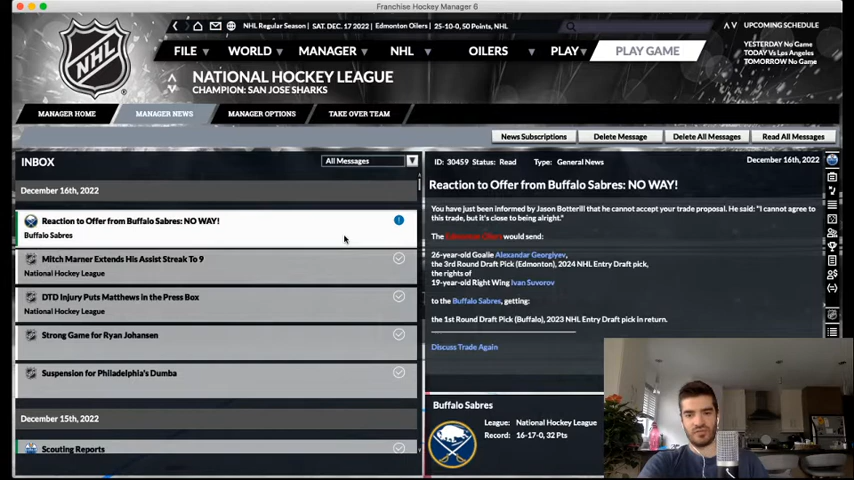 Franchise Hockey Manager 6
NHL Regular Season | SAT. DEC. 17 2022 | Edmonton Oilers | 25-10-0, 50 Points, NHL
UPCOMING SCHEDULE
YESTERDAY No Game
TODAY Vs Los Angeles
TOMORROW No Game
NHL
FILE WORLD MANAGER NHL OILERS PLAY PLAY GAME
NATIONAL HOCKEY LEAGUE
CHAMPION: SAN JOSE SHARKS
MANAGER HOME MANAGER NEWS MANAGER OPTIONS TAKE OVER TEAM
News Subscriptions Delete Message Delete All Messages Read All Messages
INBOX All Messages
December 16th, 2022
Reaction to Offer from Buffalo Sabres: NO WAY!
Buffalo Sabres
Mitch Marner Extends His Assist Streak To 9
National Hockey League
DTD Injury Puts Matthews in the Press Box
National Hockey League
Strong Game for Ryan Johansen
Suspension for Philadelphia's Dumba
December 15th, 2022
Scouting Reports
ID: 30459 Status: Read Type: General News December 16th, 2022
Reaction to Offer from Buffalo Sabres: NO WAY!
You have just been informed by Jason Botterill that he cannot accept your trade proposal. He said: "I cannot agree to
this trade, but it's close to being alright."
The Edmonton Oilers would send:
26-year-old Goalie Alexandar Georgiyev,
the 3rd Round Draft Pick (Edmonton), 2024 NHL Entry Draft pick,
the rights of
19-year-old Right Wing Ivan Suvorov
to the Buffalo Sabres, getting:
the 1st Round Draft Pick (Buffalo), 2023 NHL Entry Draft pick in return.
Discuss Trade Again
Buffalo Sabres
League: National Hockey League
Record: 16-17-0, 32 Pts